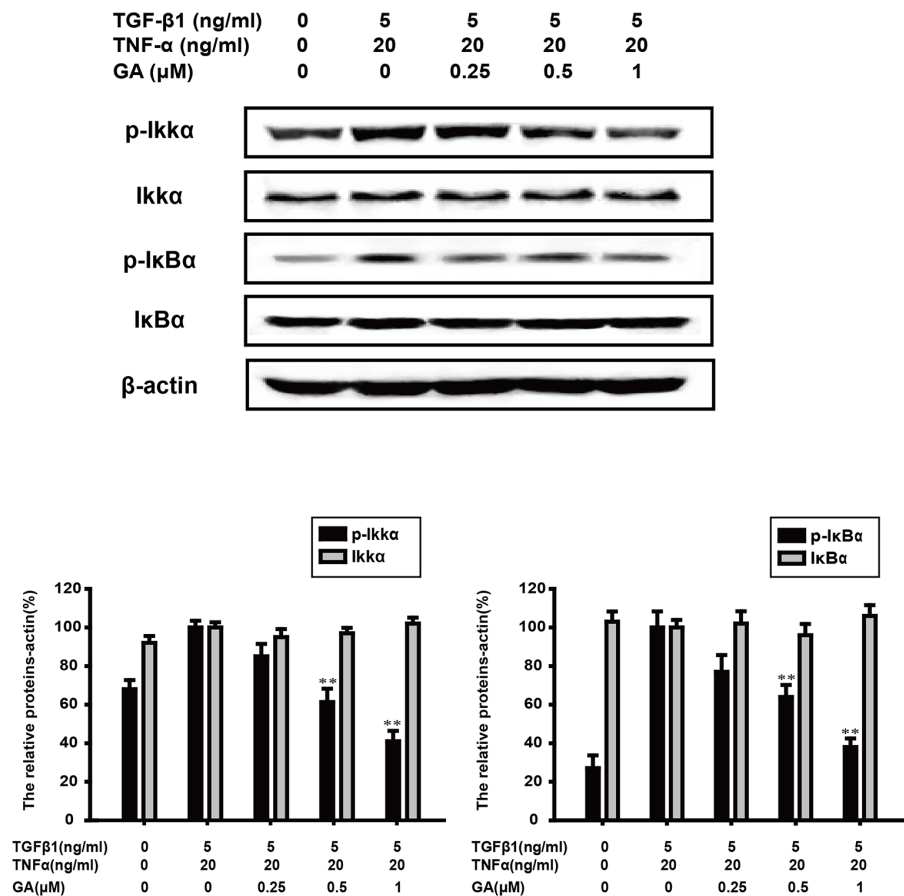 TGF-β1 (ng/ml) 0 5 5 5 5
TNF-α (ng/ml) 0 20 20 20 20
GA (μM) 0 0 0.25 0.5 1
p-Ikkα
Ikkα
p-IκBα
IκBα
β-actin
p-Ikkα
Ikkα
The relative proteins-actin(%)
120
100
80
60
40
20
0
**
**
TGFβ1(ng/ml) 0 5 5 5 5
TNFα(ng/ml) 0 20 20 20 20
GA(μM) 0 0 0.25 0.5 1
p-IκBα
IκBα
The relative proteins-actin(%)
120
100
80
60
40
20
0
**
**
TGFβ1(ng/ml) 0 5 5 5 5
TNFα(ng/ml) 0 20 20 20 20
GA(μM) 0 0 0.25 0.5 1